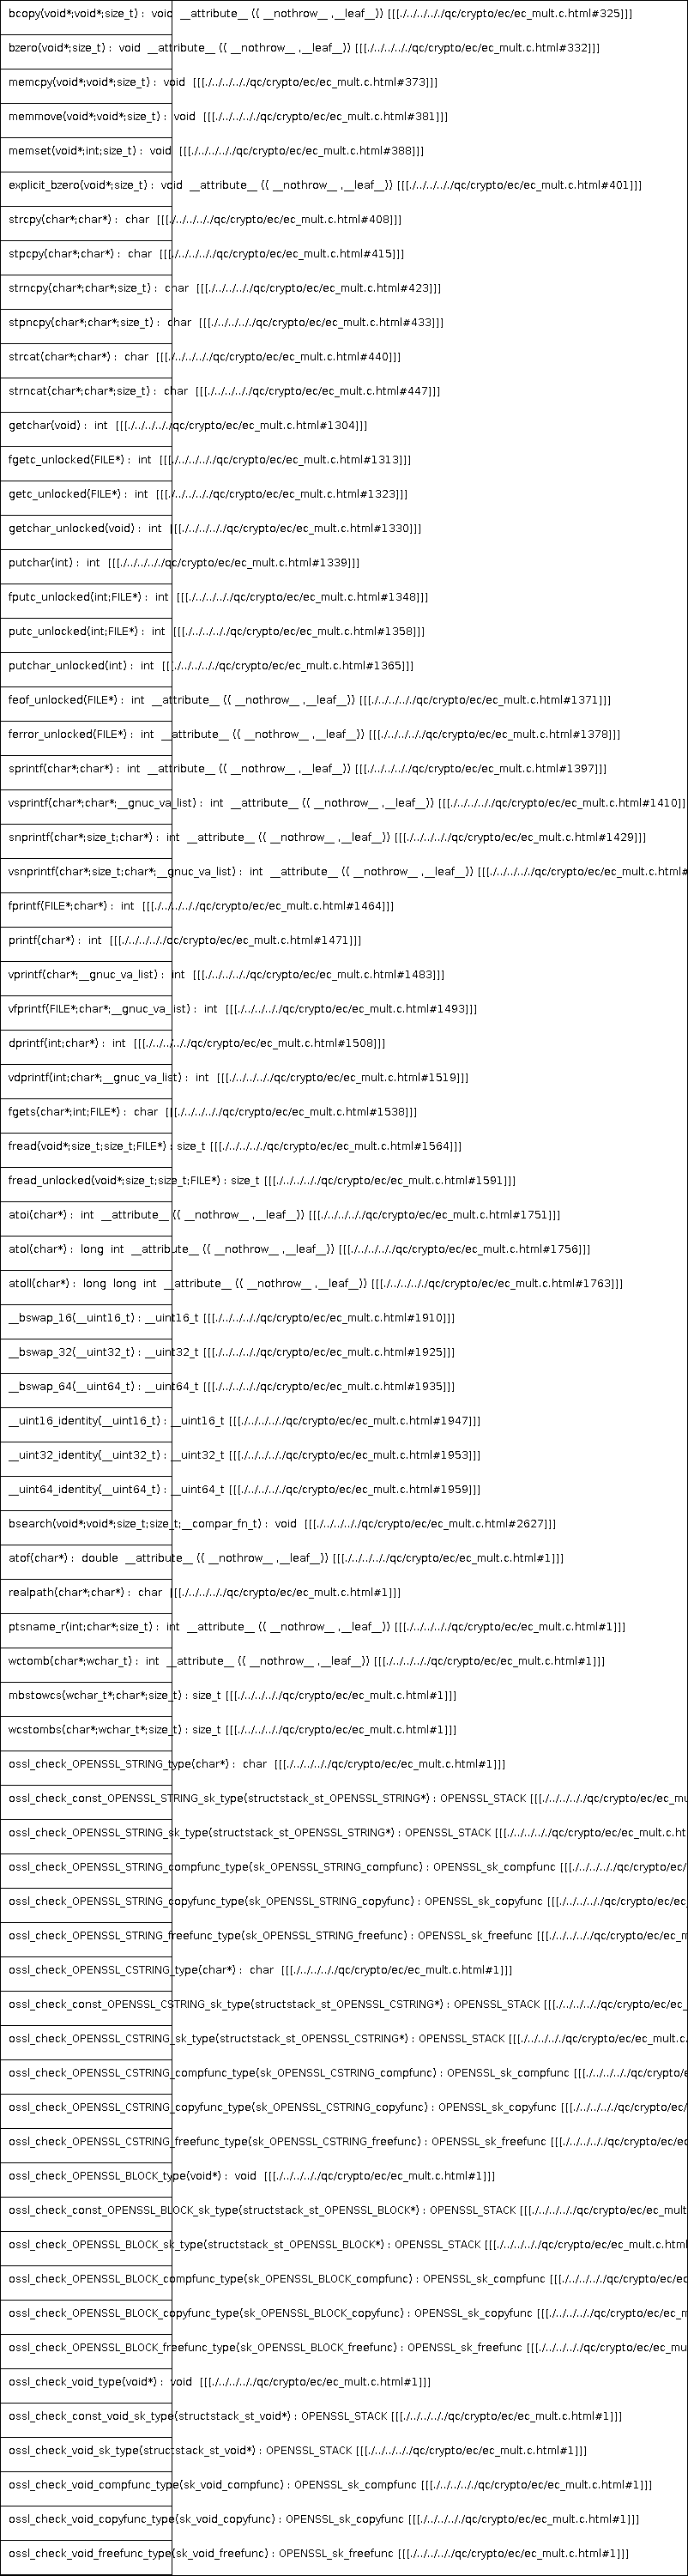 bcopy(void*;void*;size_t) :  void  __attribute__ (( __nothrow__ ,__leaf__)) [[[./../../../../qc/crypto/ec/ec_mult.c.html#325]]]
bzero(void*;size_t) :  void  __attribute__ (( __nothrow__ ,__leaf__)) [[[./../../../../qc/crypto/ec/ec_mult.c.html#332]]]
memcpy(void*;void*;size_t) :  void  [[[./../../../../qc/crypto/ec/ec_mult.c.html#373]]]
memmove(void*;void*;size_t) :  void  [[[./../../../../qc/crypto/ec/ec_mult.c.html#381]]]
memset(void*;int;size_t) :  void  [[[./../../../../qc/crypto/ec/ec_mult.c.html#388]]]
explicit_bzero(void*;size_t) :  void  __attribute__ (( __nothrow__ ,__leaf__)) [[[./../../../../qc/crypto/ec/ec_mult.c.html#401]]]
strcpy(char*;char*) :  char  [[[./../../../../qc/crypto/ec/ec_mult.c.html#408]]]
stpcpy(char*;char*) :  char  [[[./../../../../qc/crypto/ec/ec_mult.c.html#415]]]
strncpy(char*;char*;size_t) :  char  [[[./../../../../qc/crypto/ec/ec_mult.c.html#423]]]
stpncpy(char*;char*;size_t) :  char  [[[./../../../../qc/crypto/ec/ec_mult.c.html#433]]]
strcat(char*;char*) :  char  [[[./../../../../qc/crypto/ec/ec_mult.c.html#440]]]
strncat(char*;char*;size_t) :  char  [[[./../../../../qc/crypto/ec/ec_mult.c.html#447]]]
getchar(void) :  int  [[[./../../../../qc/crypto/ec/ec_mult.c.html#1304]]]
fgetc_unlocked(FILE*) :  int  [[[./../../../../qc/crypto/ec/ec_mult.c.html#1313]]]
getc_unlocked(FILE*) :  int  [[[./../../../../qc/crypto/ec/ec_mult.c.html#1323]]]
getchar_unlocked(void) :  int  [[[./../../../../qc/crypto/ec/ec_mult.c.html#1330]]]
putchar(int) :  int  [[[./../../../../qc/crypto/ec/ec_mult.c.html#1339]]]
fputc_unlocked(int;FILE*) :  int  [[[./../../../../qc/crypto/ec/ec_mult.c.html#1348]]]
putc_unlocked(int;FILE*) :  int  [[[./../../../../qc/crypto/ec/ec_mult.c.html#1358]]]
putchar_unlocked(int) :  int  [[[./../../../../qc/crypto/ec/ec_mult.c.html#1365]]]
feof_unlocked(FILE*) :  int  __attribute__ (( __nothrow__ ,__leaf__)) [[[./../../../../qc/crypto/ec/ec_mult.c.html#1371]]]
ferror_unlocked(FILE*) :  int  __attribute__ (( __nothrow__ ,__leaf__)) [[[./../../../../qc/crypto/ec/ec_mult.c.html#1378]]]
sprintf(char*;char*) :  int  __attribute__ (( __nothrow__ ,__leaf__)) [[[./../../../../qc/crypto/ec/ec_mult.c.html#1397]]]
vsprintf(char*;char*;__gnuc_va_list) :  int  __attribute__ (( __nothrow__ ,__leaf__)) [[[./../../../../qc/crypto/ec/ec_mult.c.html#1410]]]
snprintf(char*;size_t;char*) :  int  __attribute__ (( __nothrow__ ,__leaf__)) [[[./../../../../qc/crypto/ec/ec_mult.c.html#1429]]]
vsnprintf(char*;size_t;char*;__gnuc_va_list) :  int  __attribute__ (( __nothrow__ ,__leaf__)) [[[./../../../../qc/crypto/ec/ec_mult.c.html#
fprintf(FILE*;char*) :  int  [[[./../../../../qc/crypto/ec/ec_mult.c.html#1464]]]
printf(char*) :  int  [[[./../../../../qc/crypto/ec/ec_mult.c.html#1471]]]
vprintf(char*;__gnuc_va_list) :  int  [[[./../../../../qc/crypto/ec/ec_mult.c.html#1483]]]
vfprintf(FILE*;char*;__gnuc_va_list) :  int  [[[./../../../../qc/crypto/ec/ec_mult.c.html#1493]]]
dprintf(int;char*) :  int  [[[./../../../../qc/crypto/ec/ec_mult.c.html#1508]]]
vdprintf(int;char*;__gnuc_va_list) :  int  [[[./../../../../qc/crypto/ec/ec_mult.c.html#1519]]]
fgets(char*;int;FILE*) :  char  [[[./../../../../qc/crypto/ec/ec_mult.c.html#1538]]]
fread(void*;size_t;size_t;FILE*) : size_t [[[./../../../../qc/crypto/ec/ec_mult.c.html#1564]]]
fread_unlocked(void*;size_t;size_t;FILE*) : size_t [[[./../../../../qc/crypto/ec/ec_mult.c.html#1591]]]
atoi(char*) :  int  __attribute__ (( __nothrow__ ,__leaf__)) [[[./../../../../qc/crypto/ec/ec_mult.c.html#1751]]]
atol(char*) :  long  int  __attribute__ (( __nothrow__ ,__leaf__)) [[[./../../../../qc/crypto/ec/ec_mult.c.html#1756]]]
atoll(char*) :  long  long  int  __attribute__ (( __nothrow__ ,__leaf__)) [[[./../../../../qc/crypto/ec/ec_mult.c.html#1763]]]
__bswap_16(__uint16_t) : __uint16_t [[[./../../../../qc/crypto/ec/ec_mult.c.html#1910]]]
__bswap_32(__uint32_t) : __uint32_t [[[./../../../../qc/crypto/ec/ec_mult.c.html#1925]]]
__bswap_64(__uint64_t) : __uint64_t [[[./../../../../qc/crypto/ec/ec_mult.c.html#1935]]]
__uint16_identity(__uint16_t) : __uint16_t [[[./../../../../qc/crypto/ec/ec_mult.c.html#1947]]]
__uint32_identity(__uint32_t) : __uint32_t [[[./../../../../qc/crypto/ec/ec_mult.c.html#1953]]]
__uint64_identity(__uint64_t) : __uint64_t [[[./../../../../qc/crypto/ec/ec_mult.c.html#1959]]]
bsearch(void*;void*;size_t;size_t;__compar_fn_t) :  void  [[[./../../../../qc/crypto/ec/ec_mult.c.html#2627]]]
atof(char*) :  double  __attribute__ (( __nothrow__ ,__leaf__)) [[[./../../../../qc/crypto/ec/ec_mult.c.html#1]]]
realpath(char*;char*) :  char  [[[./../../../../qc/crypto/ec/ec_mult.c.html#1]]]
ptsname_r(int;char*;size_t) :  int  __attribute__ (( __nothrow__ ,__leaf__)) [[[./../../../../qc/crypto/ec/ec_mult.c.html#1]]]
wctomb(char*;wchar_t) :  int  __attribute__ (( __nothrow__ ,__leaf__)) [[[./../../../../qc/crypto/ec/ec_mult.c.html#1]]]
mbstowcs(wchar_t*;char*;size_t) : size_t [[[./../../../../qc/crypto/ec/ec_mult.c.html#1]]]
wcstombs(char*;wchar_t*;size_t) : size_t [[[./../../../../qc/crypto/ec/ec_mult.c.html#1]]]
ossl_check_OPENSSL_STRING_type(char*) :  char  [[[./../../../../qc/crypto/ec/ec_mult.c.html#1]]]
ossl_check_const_OPENSSL_STRING_sk_type(structstack_st_OPENSSL_STRING*) : OPENSSL_STACK [[[./../../../../qc/crypto/ec/ec_mu
ossl_check_OPENSSL_STRING_sk_type(structstack_st_OPENSSL_STRING*) : OPENSSL_STACK [[[./../../../../qc/crypto/ec/ec_mult.c.ht
ossl_check_OPENSSL_STRING_compfunc_type(sk_OPENSSL_STRING_compfunc) : OPENSSL_sk_compfunc [[[./../../../../qc/crypto/ec/
ossl_check_OPENSSL_STRING_copyfunc_type(sk_OPENSSL_STRING_copyfunc) : OPENSSL_sk_copyfunc [[[./../../../../qc/crypto/ec/ec_
ossl_check_OPENSSL_STRING_freefunc_type(sk_OPENSSL_STRING_freefunc) : OPENSSL_sk_freefunc [[[./../../../../qc/crypto/ec/ec_m
ossl_check_OPENSSL_CSTRING_type(char*) :  char  [[[./../../../../qc/crypto/ec/ec_mult.c.html#1]]]
ossl_check_const_OPENSSL_CSTRING_sk_type(structstack_st_OPENSSL_CSTRING*) : OPENSSL_STACK [[[./../../../../qc/crypto/ec/ec_
ossl_check_OPENSSL_CSTRING_sk_type(structstack_st_OPENSSL_CSTRING*) : OPENSSL_STACK [[[./../../../../qc/crypto/ec/ec_mult.c.
ossl_check_OPENSSL_CSTRING_compfunc_type(sk_OPENSSL_CSTRING_compfunc) : OPENSSL_sk_compfunc [[[./../../../../qc/crypto/e
ossl_check_OPENSSL_CSTRING_copyfunc_type(sk_OPENSSL_CSTRING_copyfunc) : OPENSSL_sk_copyfunc [[[./../../../../qc/crypto/ec/
ossl_check_OPENSSL_CSTRING_freefunc_type(sk_OPENSSL_CSTRING_freefunc) : OPENSSL_sk_freefunc [[[./../../../../qc/crypto/ec/ec
ossl_check_OPENSSL_BLOCK_type(void*) :  void  [[[./../../../../qc/crypto/ec/ec_mult.c.html#1]]]
ossl_check_const_OPENSSL_BLOCK_sk_type(structstack_st_OPENSSL_BLOCK*) : OPENSSL_STACK [[[./../../../../qc/crypto/ec/ec_mult
ossl_check_OPENSSL_BLOCK_sk_type(structstack_st_OPENSSL_BLOCK*) : OPENSSL_STACK [[[./../../../../qc/crypto/ec/ec_mult.c.html
ossl_check_OPENSSL_BLOCK_compfunc_type(sk_OPENSSL_BLOCK_compfunc) : OPENSSL_sk_compfunc [[[./../../../../qc/crypto/ec/ec
ossl_check_OPENSSL_BLOCK_copyfunc_type(sk_OPENSSL_BLOCK_copyfunc) : OPENSSL_sk_copyfunc [[[./../../../../qc/crypto/ec/ec_m
ossl_check_OPENSSL_BLOCK_freefunc_type(sk_OPENSSL_BLOCK_freefunc) : OPENSSL_sk_freefunc [[[./../../../../qc/crypto/ec/ec_mu
ossl_check_void_type(void*) :  void  [[[./../../../../qc/crypto/ec/ec_mult.c.html#1]]]
ossl_check_const_void_sk_type(structstack_st_void*) : OPENSSL_STACK [[[./../../../../qc/crypto/ec/ec_mult.c.html#1]]]
ossl_check_void_sk_type(structstack_st_void*) : OPENSSL_STACK [[[./../../../../qc/crypto/ec/ec_mult.c.html#1]]]
ossl_check_void_compfunc_type(sk_void_compfunc) : OPENSSL_sk_compfunc [[[./../../../../qc/crypto/ec/ec_mult.c.html#1]]]
ossl_check_void_copyfunc_type(sk_void_copyfunc) : OPENSSL_sk_copyfunc [[[./../../../../qc/crypto/ec/ec_mult.c.html#1]]]
ossl_check_void_freefunc_type(sk_void_freefunc) : OPENSSL_sk_freefunc [[[./../../../../qc/crypto/ec/ec_mult.c.html#1]]]